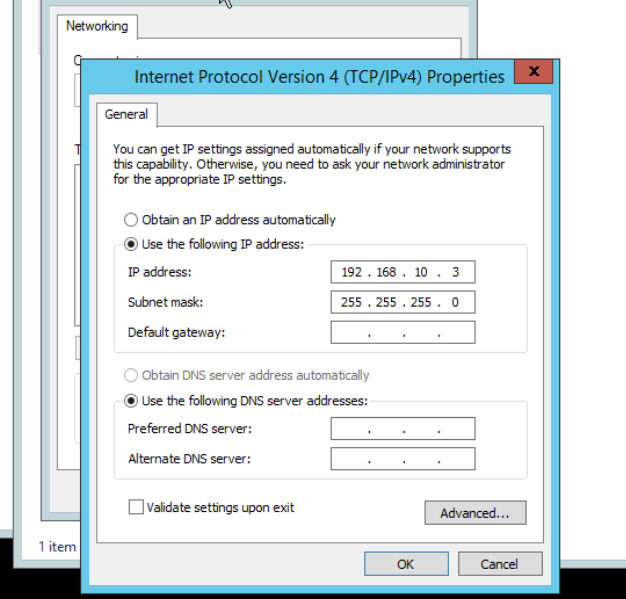 Networking
Internet Protocol Version 4 (TCP/IPv4) Properties
x
General
You can get IP settings assigned automatically if your network supports
this capability. Otherwise, you need to ask your network administrator
for the appropriate IP settings.
Obtain an IP address automatically
Use the following IP address:
IP address: 192 . 168 . 10 . 3
Subnet mask: 255 . 255 . 255 . 0
Default gateway: . . .
Obtain DNS server address automatically
Use the following DNS server addresses:
Preferred DNS server: . . .
Alternate DNS server: . . .
Validate settings upon exit
Advanced...
1 item
OK Cancel